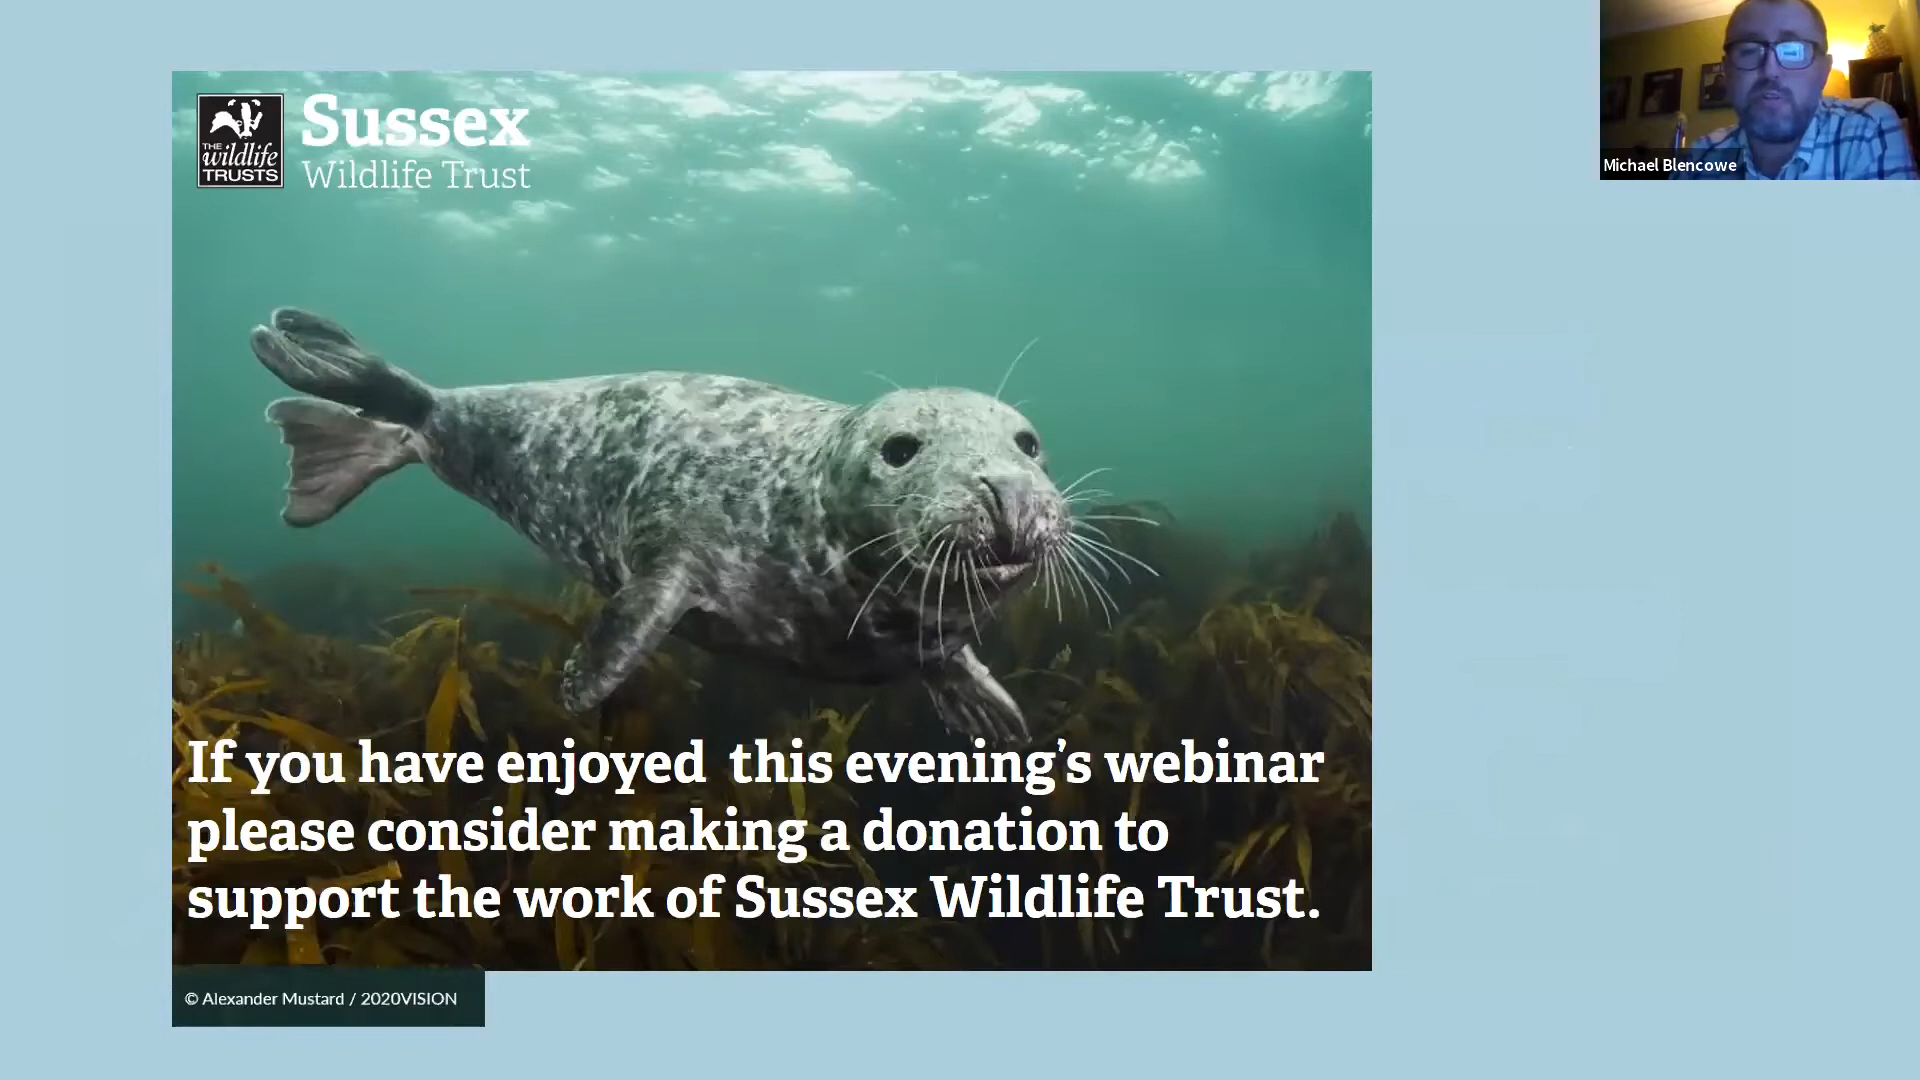 THE
wildlife
TRUSTS
Sussex
Wildlife Trust
Michael Blencowe
If you have enjoyed  this evening's webinar
please consider making a donation to
support the work of Sussex Wildlife Trust.
© Alexander Mustard / 2020VISION